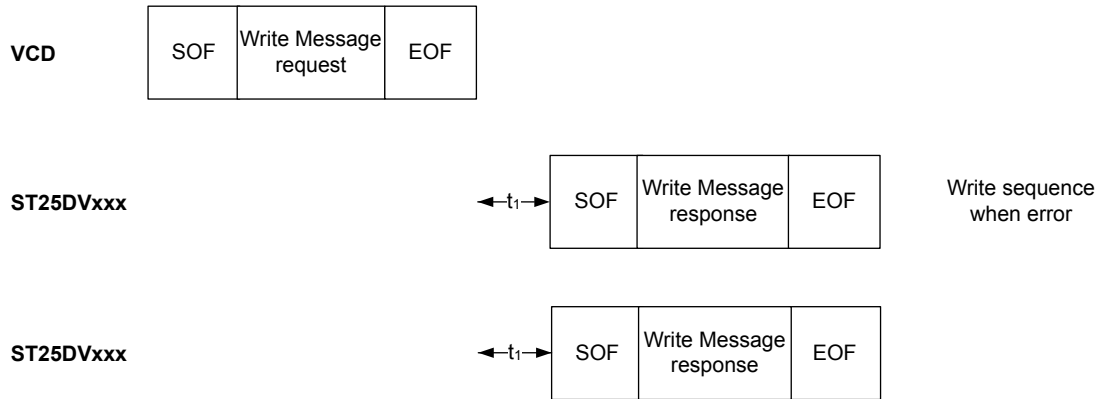 VCD
SOF
Write Message
request
EOF
ST25DVxxx
t₁
SOF
Write Message
response
EOF
Write sequence
when error
ST25DVxxx
t₁
SOF
Write Message
response
EOF